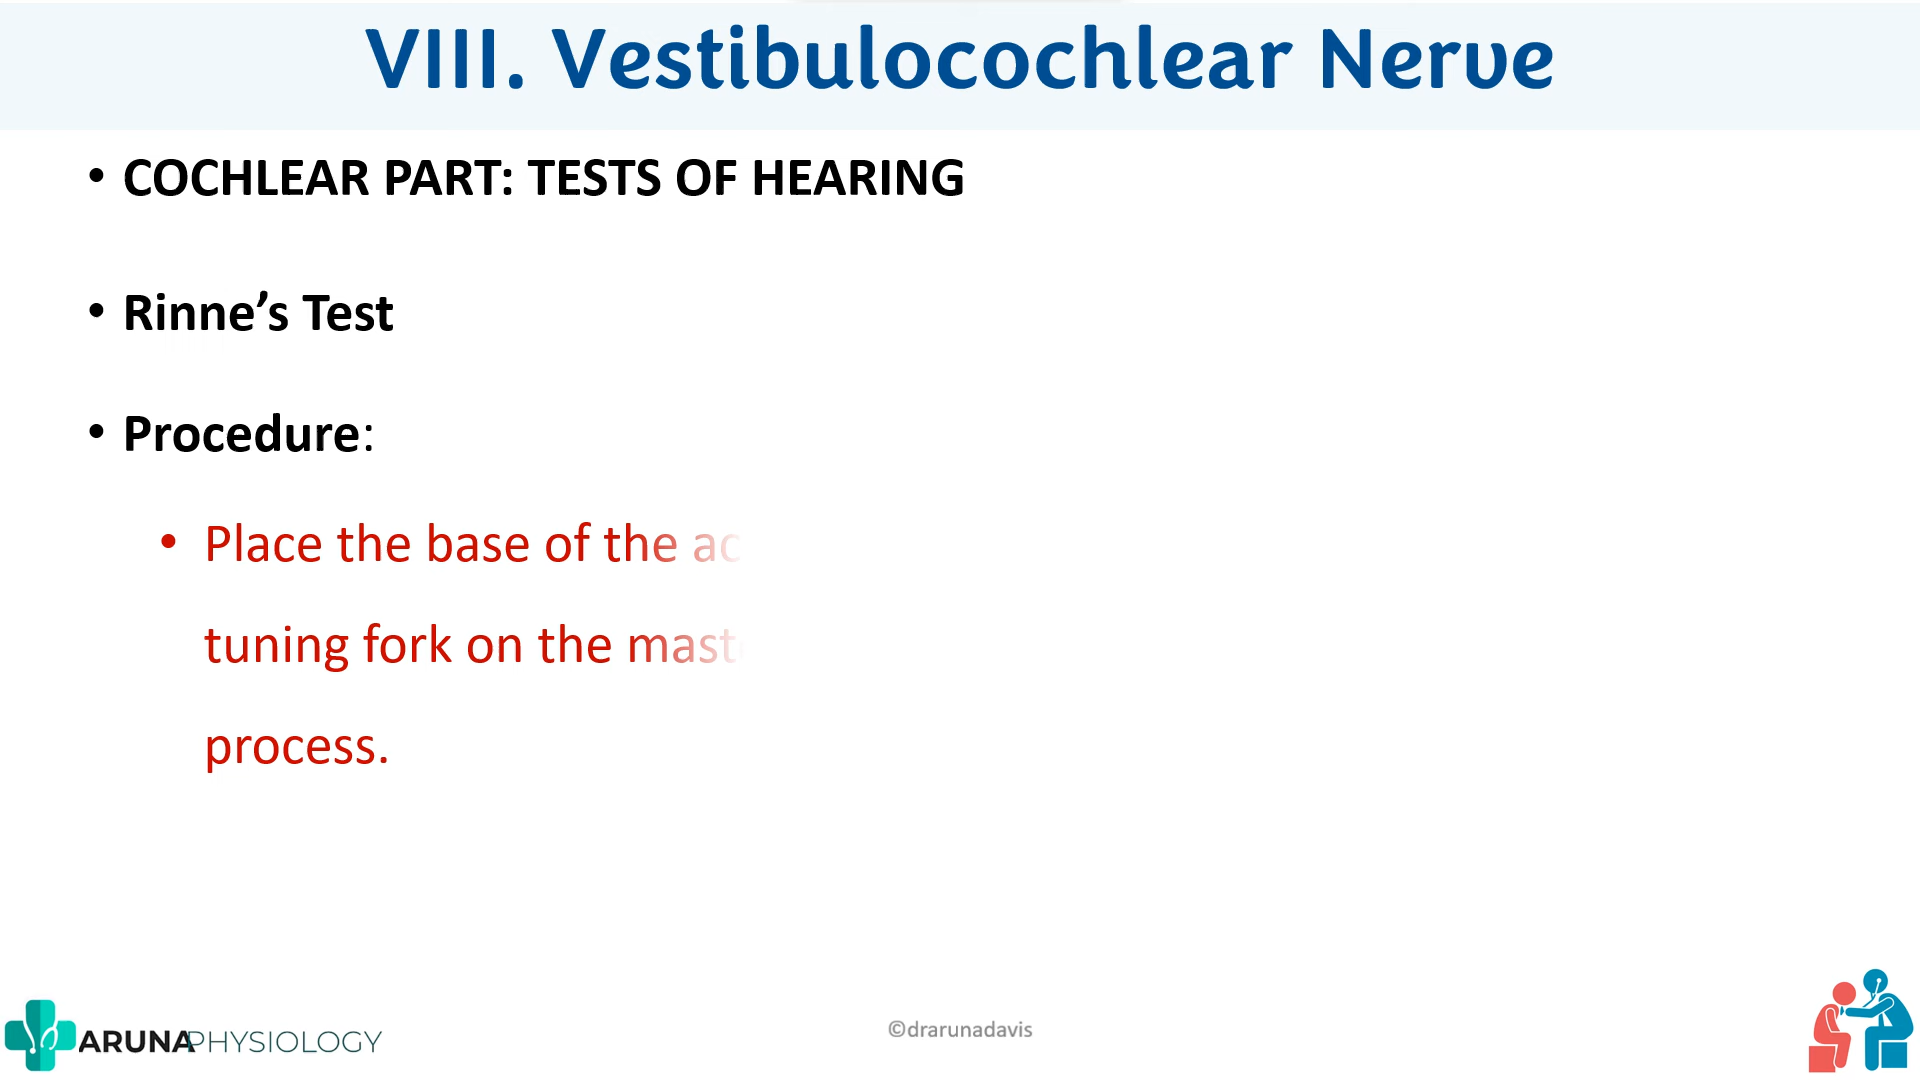 VIII. Vestibulocochlear Nerve
• COCHLEAR PART: TESTS OF HEARING
• Rinne’s Test
• Procedure:
• Place the base of the
tuning fork on the
process.
ARUNAPHYSIOLOGY
©drarunadavis